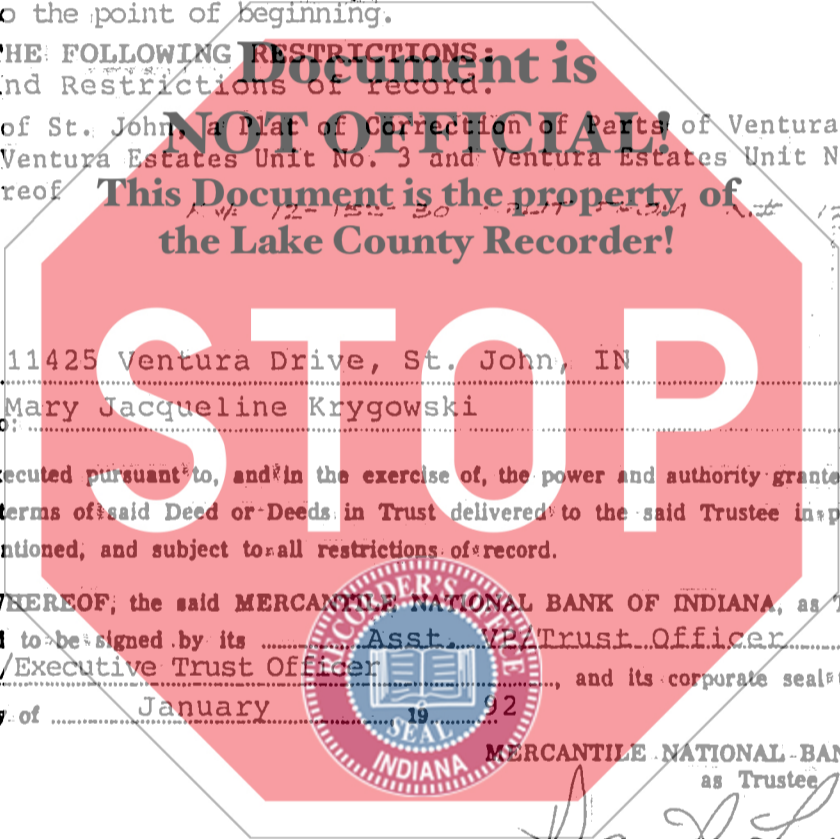 o the point of beginning.
HE FOLLOWING RESTRICTIONS:
nd Restrictions of record.
Document is
NOT OFFICIAL!
This Document is the property of
the Lake County Recorder!
of St. John, a Plat of Correction of Parts of Ventura
Ventura Estates Unit No. 3 and Ventura Estates Unit N
reof
STOP
11425 Ventura Drive, St. John, IN
Mary Jacqueline Krygowski
ecuted pursuant to, and in the exercise of, the power and authority grante
terms of said Deed or Deeds in Trust delivered to the said Trustee in p
ntioned, and subject to all restrictions of record.
HEREOF, the said MERCANTILE NATIONAL BANK OF INDIANA, as T
to be signed by its Asst. VP/Trust Officer
/Executive Trust Officer, and its corporate seal
of January 19 92
RECORDER'S OFFICE
SEAL
INDIANA
MERCANTILE NATIONAL BAN
as Trustee